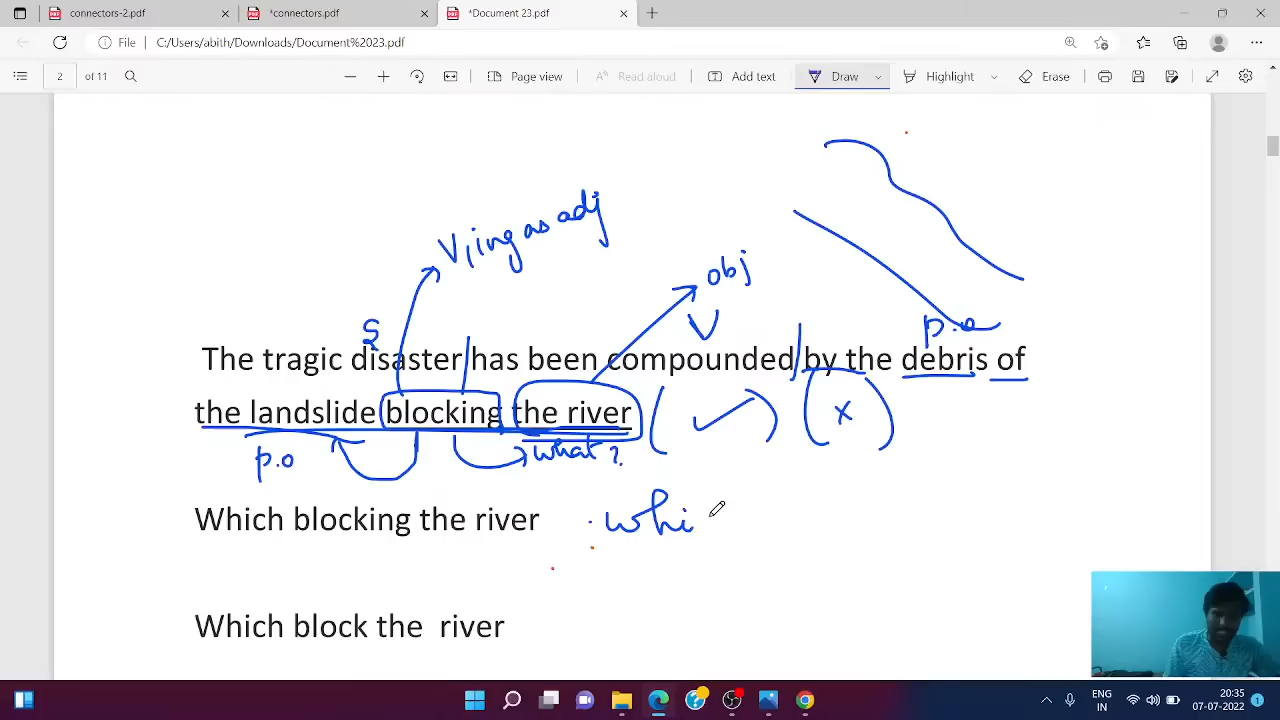 connectors-2.pdf
*connectors.pdf
*Document 23.pdf
File C:/Users/abith/Downloads/Document%2023.pdf
2 of 11
Page view
Read aloud
Add text
Draw
Highlight
Erase
V1ing as adj
obj
S
V
p.o
The tragic disaster has been compounded by the debris of
the landslide blocking the river ( ✓ ) ( x )
p.o
what?
Which blocking the river
whi
Which block the river
ENG
IN
20:35
07-07-2022
1